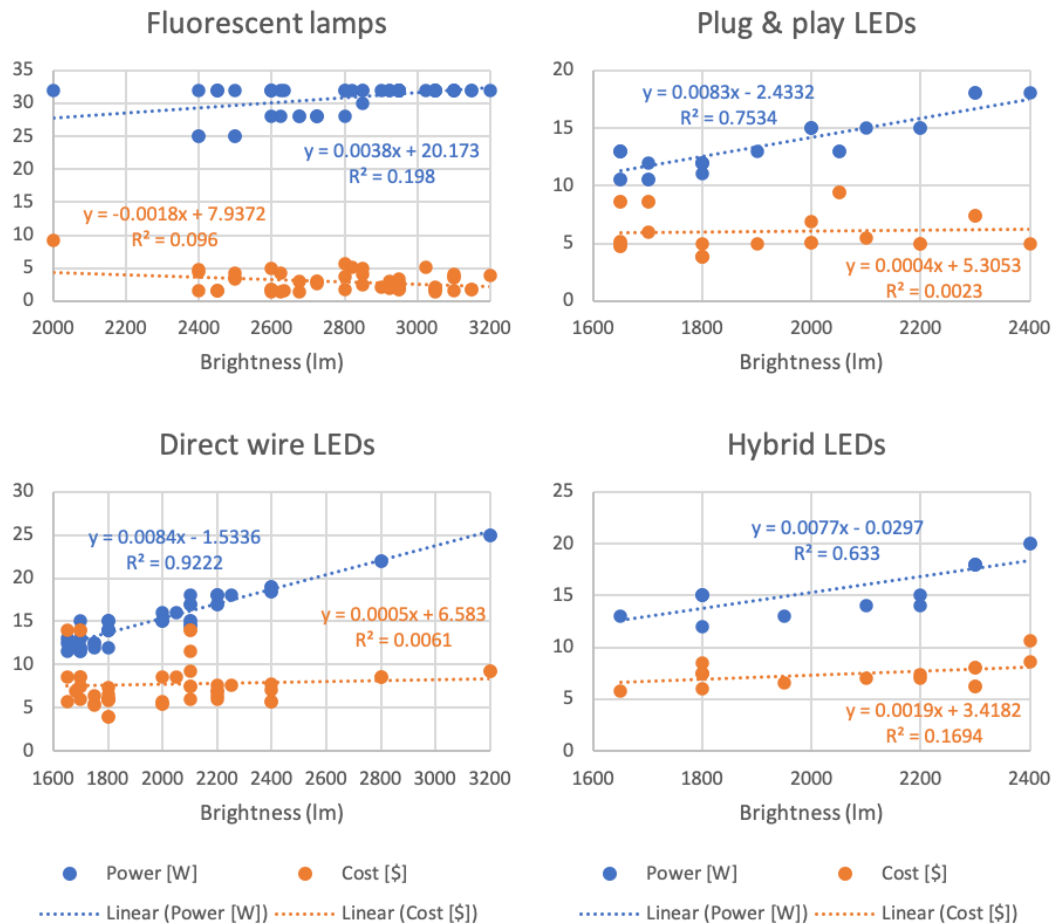 Fluorescent lamps
35
30
25
20
15
10
5
0
y = 0.0038x + 20.173
R² = 0.198
y = -0.0018x + 7.9372
R² = 0.096
2000 2200 2400 2600 2800 3000 3200
Brightness (lm)
Plug & play LEDs
20
15
10
5
0
y = 0.0083x - 2.4332
R² = 0.7534
y = 0.0004x + 5.3053
R² = 0.0023
1600 1800 2000 2200 2400
Brightness (lm)
Direct wire LEDs
30
25
20
15
10
5
0
y = 0.0084x - 1.5336
R² = 0.9222
y = 0.0005x + 6.583
R² = 0.0061
1600 1800 2000 2200 2400 2600 2800 3000 3200
Brightness (lm)
Hybrid LEDs
25
20
15
10
5
0
y = 0.0077x - 0.0297
R² = 0.633
y = 0.0019x + 3.4182
R² = 0.1694
1600 1800 2000 2200 2400
Brightness (lm)
Power [W] Cost [$]
Linear (Power [W]) Linear (Cost [$])
Power [W] Cost [$]
Linear (Power [W]) Linear (Cost [$])